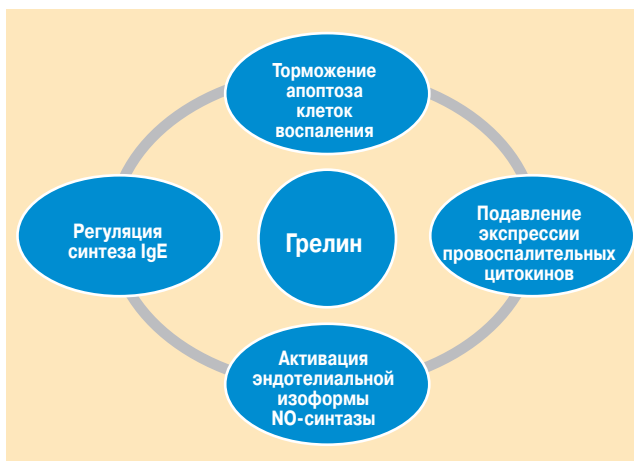 Торможение
апоптоза
клеток
воспаления
Регуляция
синтеза IgE
Грелин
Подавление
экспрессии
провоспалительных
цитокинов
Активация
эндотелиальной
изоформы
NO-синтазы